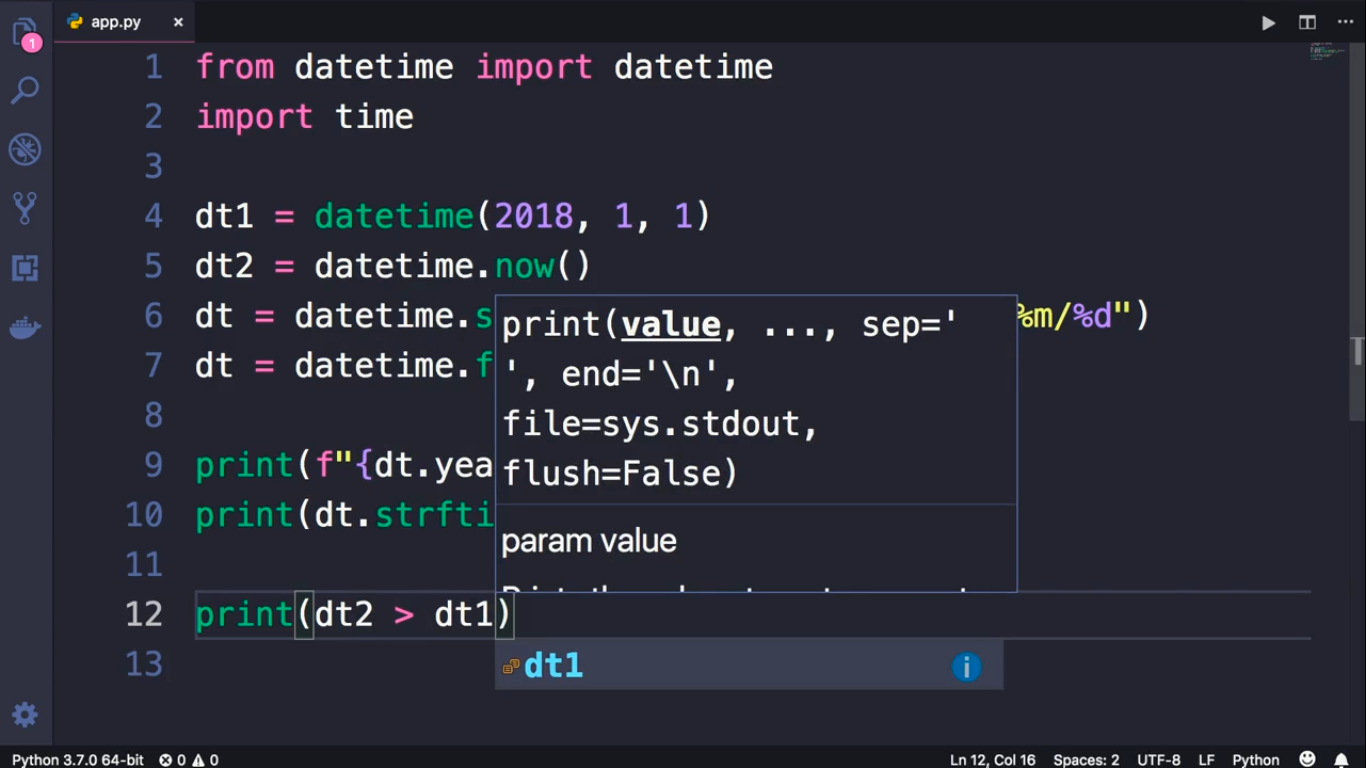 1
app.py ×
1 from datetime import datetime
2 import time
3
4 dt1 = datetime(2018, 1, 1)
5 dt2 = datetime.now()
6 dt = datetime.s %m/%d")
7 dt = datetime.f
8
9 print(f"{dt.yea
10 print(dt.strfti
11
12 print(dt2 > dt1)
13
print(value, ..., sep='
', end='\n',
file=sys.stdout,
flush=False)
param value
dt1
Python 3.7.0 64-bit 0 0 Ln 12, Col 16 Spaces: 2 UTF-8 LF Python